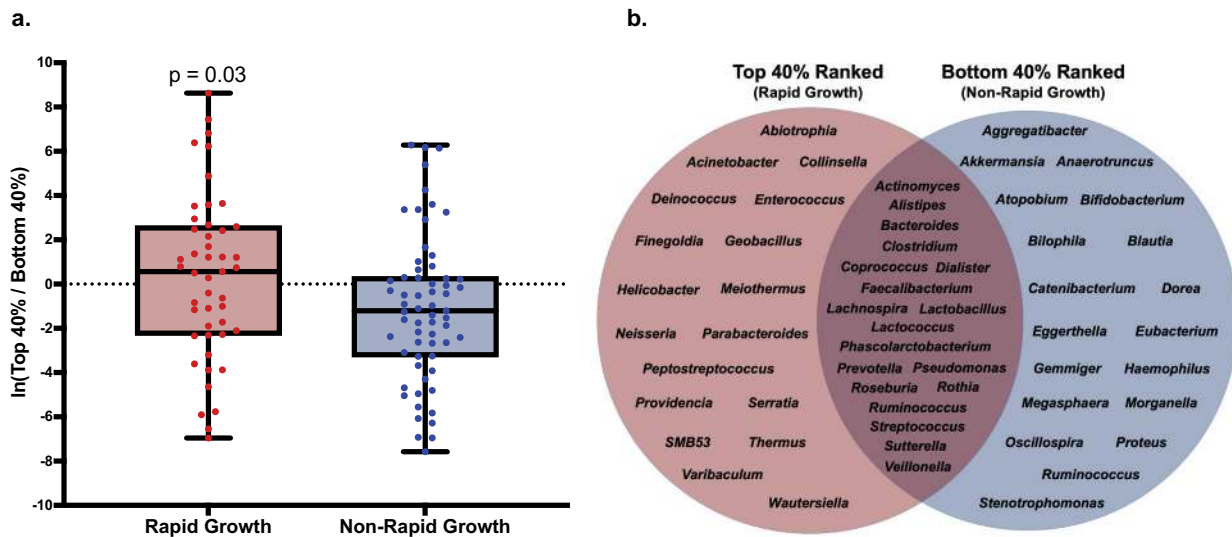 a.
p = 0.03
ln(Top 40% / Bottom 40%)
10
8
6
4
2
0
-2
-4
-6
-8
-10
Rapid Growth Non-Rapid Growth
b.
Top 40% Ranked
(Rapid Growth)
Bottom 40% Ranked
(Non-Rapid Growth)
Abiotrophia
Acinetobacter Collinsella
Deinococcus Enterococcus
Finegoldia Geobacillus
Helicobacter Meiothermus
Neisseria Parabacteroides
Peptostreptococcus
Providencia Serratia
SMB53 Thermus
Varibaculum
Wautersiella
Actinomyces
Alistipes
Bacteroides
Clostridium
Coprococcus Dialister
Faecalibacterium
Lachnospira Lactobacillus
Lactococcus
Phascolarctobacterium
Prevotella Pseudomonas
Roseburia Rothia
Ruminococcus
Streptococcus
Sutterella
Veillonella
Aggregatibacter
Akkermansia Anaerotruncus
Atopobium Bifidobacterium
Bilophila Blautia
Catenibacterium Dorea
Eggerthella Eubacterium
Gemmiger Haemophilus
Megasphaera Morganella
Oscillospira Proteus
Ruminococcus
Stenotrophomonas